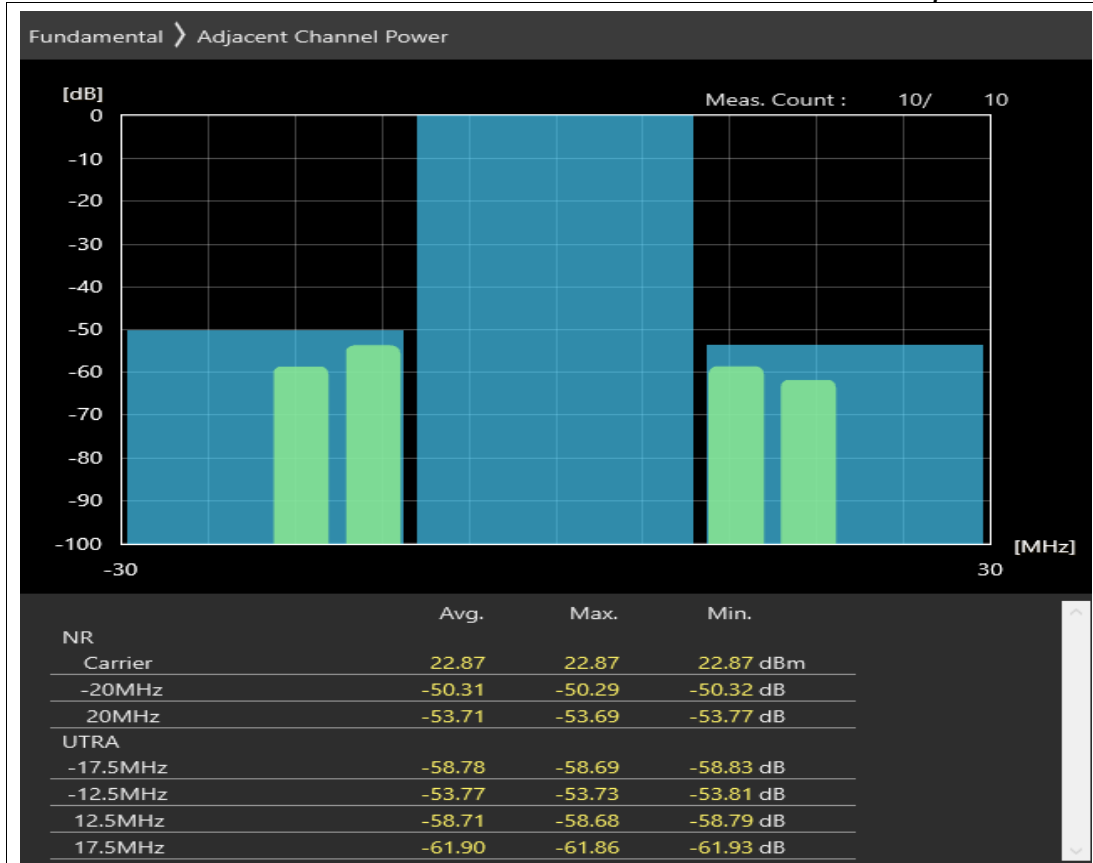 Fundamental ❯ Adjacent Channel Power
[dB]
Meas. Count : 10/ 10
0
-10
-20
-30
-40
-50
-60
-70
-80
-90
-100
[MHz]
-30 30
Avg. Max. Min.
NR
Carrier 22.87 22.87 22.87 dBm
-20MHz -50.31 -50.29 -50.32 dB
20MHz -53.71 -53.69 -53.77 dB
UTRA
-17.5MHz -58.78 -58.69 -58.83 dB
-12.5MHz -53.77 -53.73 -53.81 dB
12.5MHz -58.71 -58.68 -58.79 dB
17.5MHz -61.90 -61.86 -61.93 dB